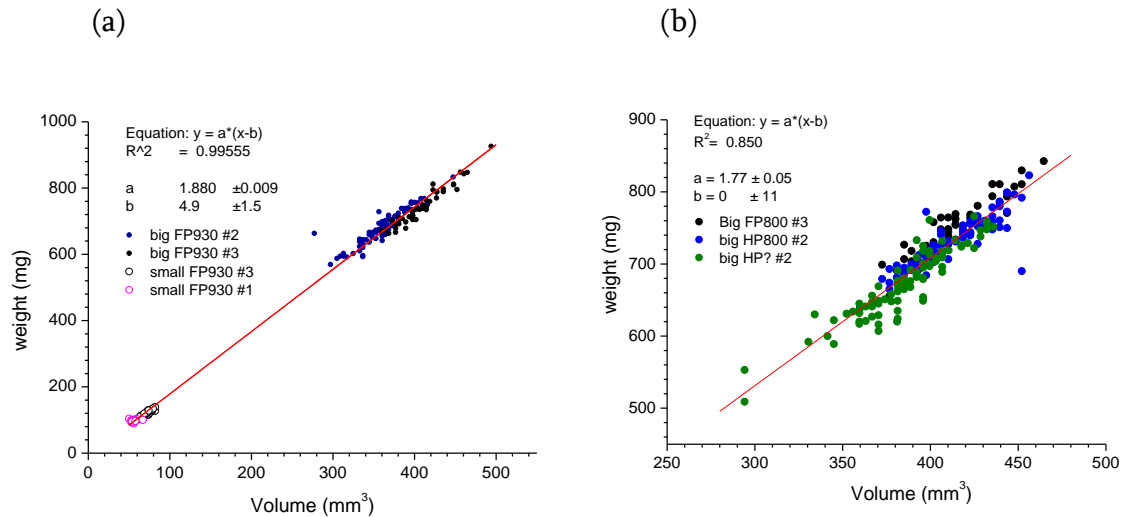 (a)
(b)
Equation: y = a*(x-b)
R^2 = 0.99555
a 1.880 ±0.009
b 4.9 ±1.5
big FP930 #2
big FP930 #3
small FP930 #3
small FP930 #1
weight (mg)
1000
800
600
400
200
0
0 100 200 300 400 500
Volume (mm³)
Equation: y = a*(x-b)
R²= 0.850
a = 1.77 ± 0.05
b = 0 ± 11
Big FP800 #3
big HP800 #2
big HP? #2
weight (mg)
900
800
700
600
500
250 300 350 400 450 500
Volume (mm³)